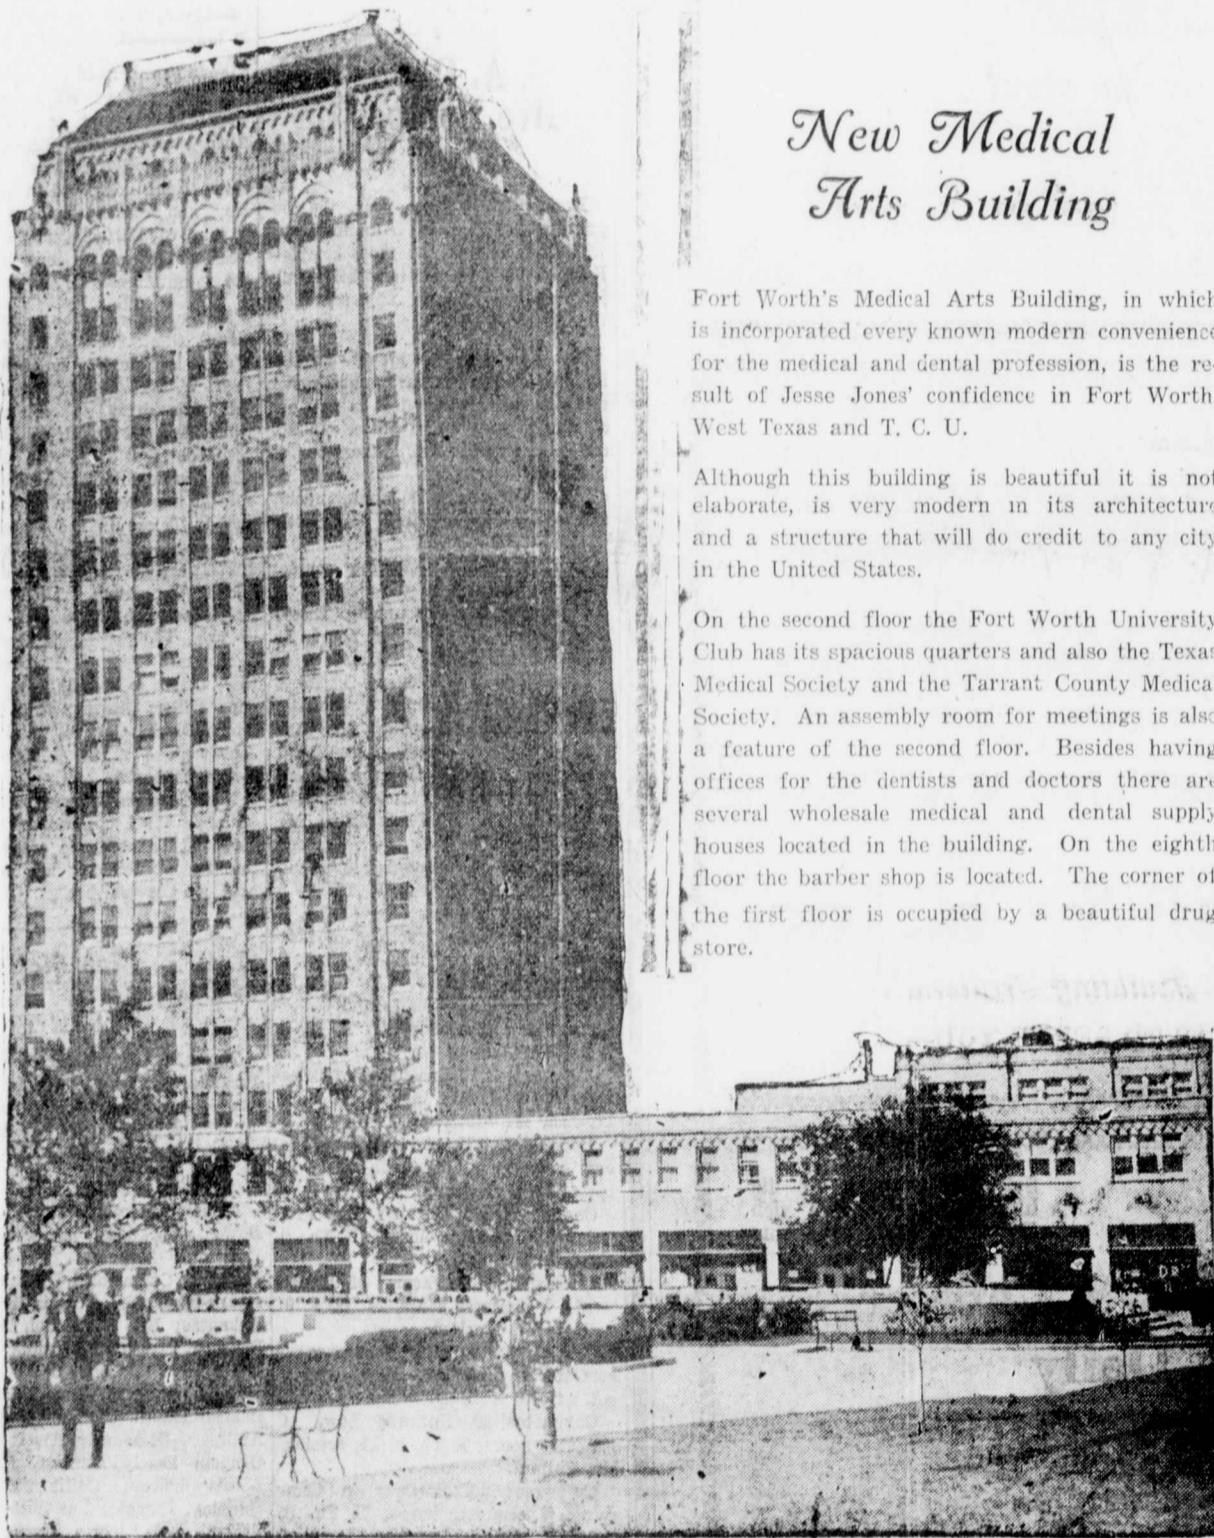 New Medical
Arts Building
Fort Worth's Medical Arts Building, in which
is incorporated every known modern convenience
for the medical and dental profession, is the re-
sult of Jesse Jones' confidence in Fort Worth
West Texas and T. C. U.
Although this building is beautiful it is not
elaborate, is very modern in its architecture
and a structure that will do credit to any city
in the United States.
On the second floor the Fort Worth University
Club has its spacious quarters and also the Texas
Medical Society and the Tarrant County Medica
Society. An assembly room for meetings is also
a feature of the second floor. Besides having
offices for the dentists and doctors there are
several wholesale medical and dental supply
houses located in the building. On the eighth
floor the barber shop is located. The corner of
the first floor is occupied by a beautiful drug
store.